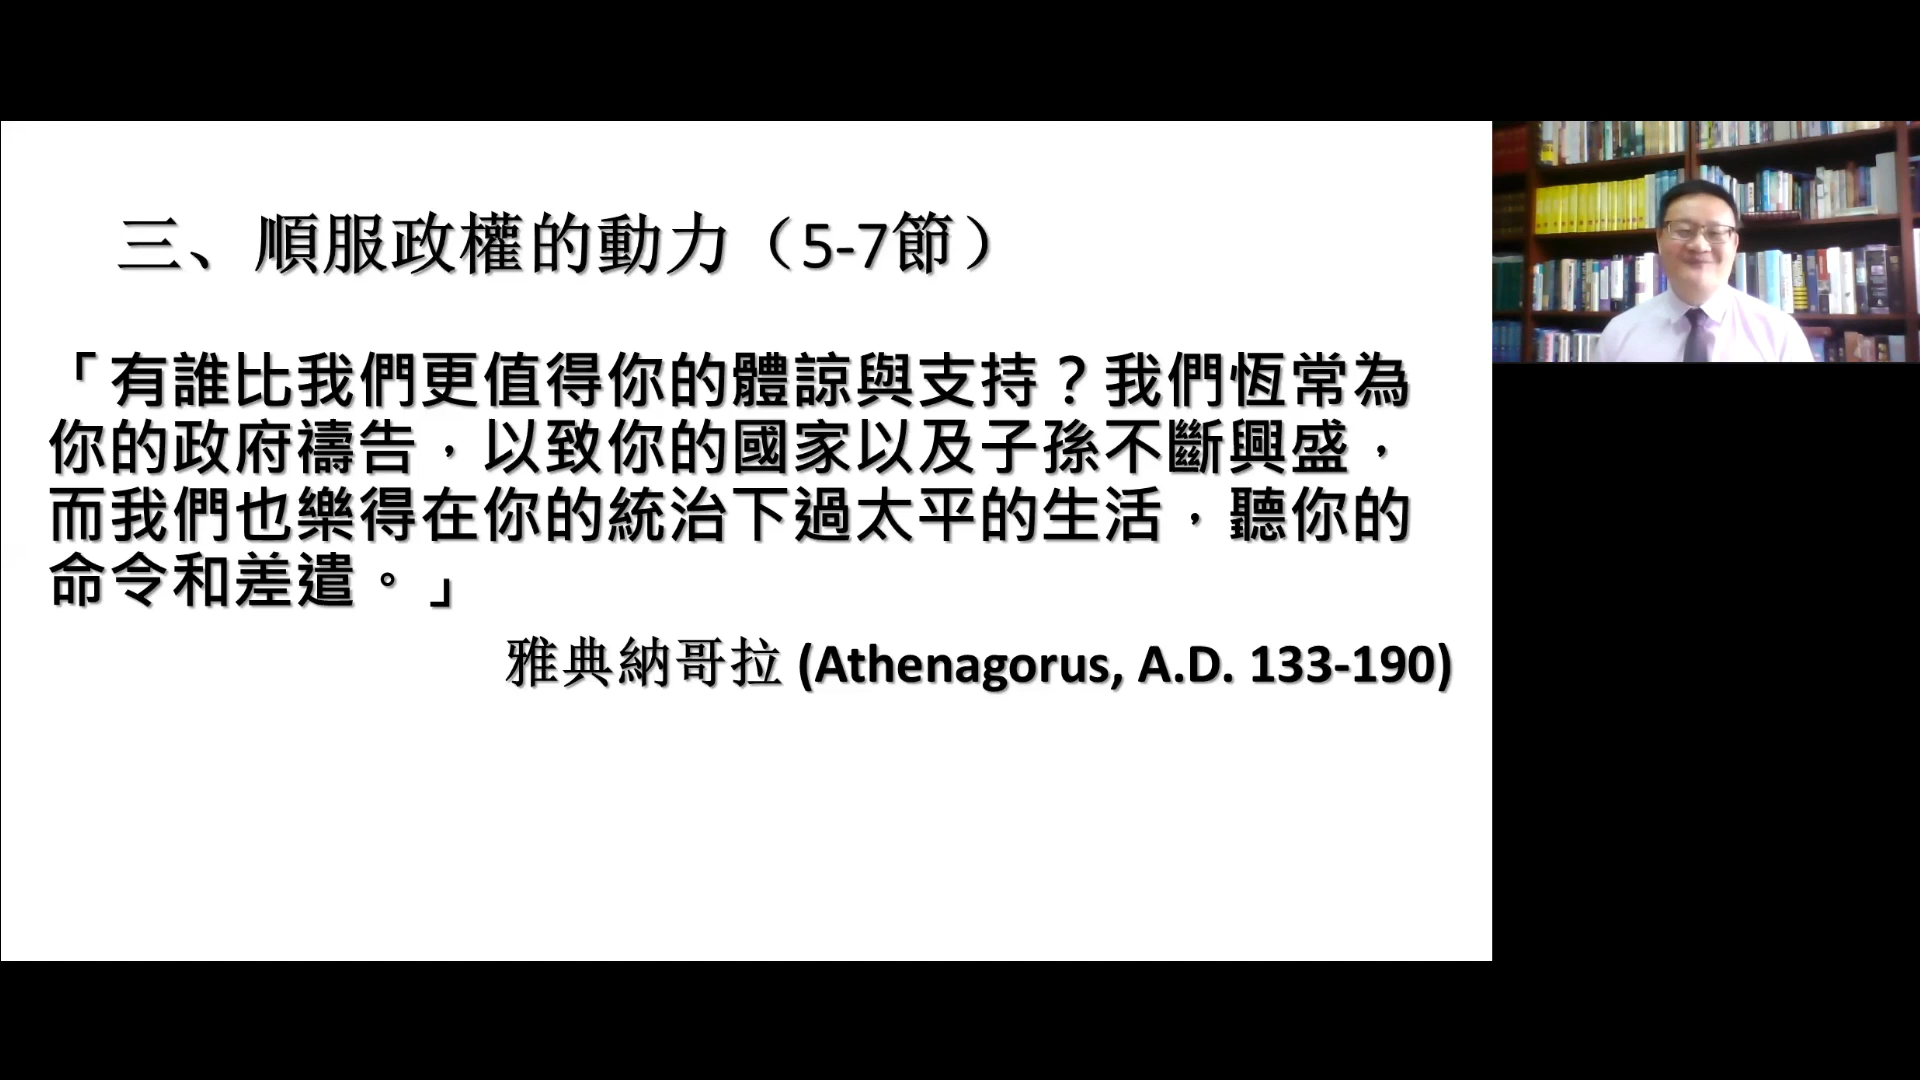 三、順服政權的動力（5-7節）
「有誰比我們更值得你的體諒與支持？我們恆常為
你的政府禱告，以致你的國家以及子孫不斷興盛，
而我們也樂得在你的統治下過太平的生活，聽你的
命令和差遣。」
雅典納哥拉 (Athenagorus, A.D. 133-190)